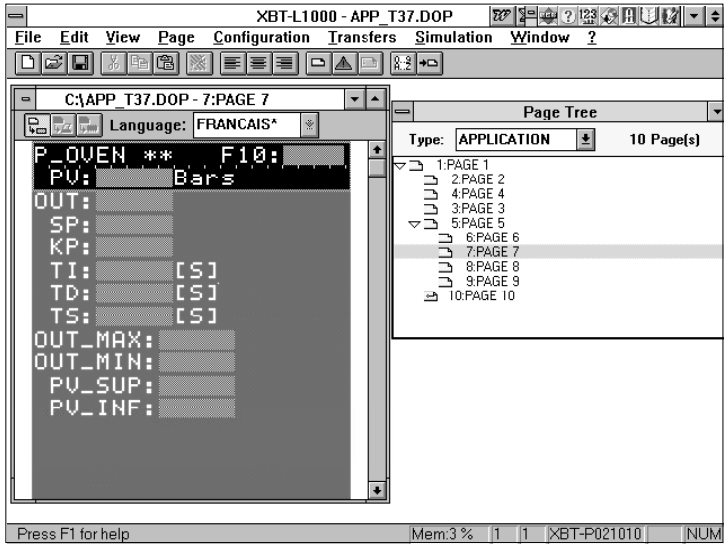 XBT-L1000 - APP_T37.DOP
File Edit View Page Configuration Transfers Simulation Window ?
C:\APP_T37.DOP - 7:PAGE 7
Language: FRANCAIS*
P_OVEN ** F10:
PV: Bars
OUT:
SP:
KP:
TI: [S]
TD: [S]
TS: [S]
OUT_MAX:
OUT_MIN:
PV_SUP:
PV_INF:
Page Tree
Type: APPLICATION 10 Page(s)
1:PAGE 1
2:PAGE 2
4:PAGE 4
3:PAGE 3
5:PAGE 5
6:PAGE 6
7:PAGE 7
8:PAGE 8
9:PAGE 9
10:PAGE 10
Press F1 for help Mem:3 % 1 1 XBT-P021010 NUM